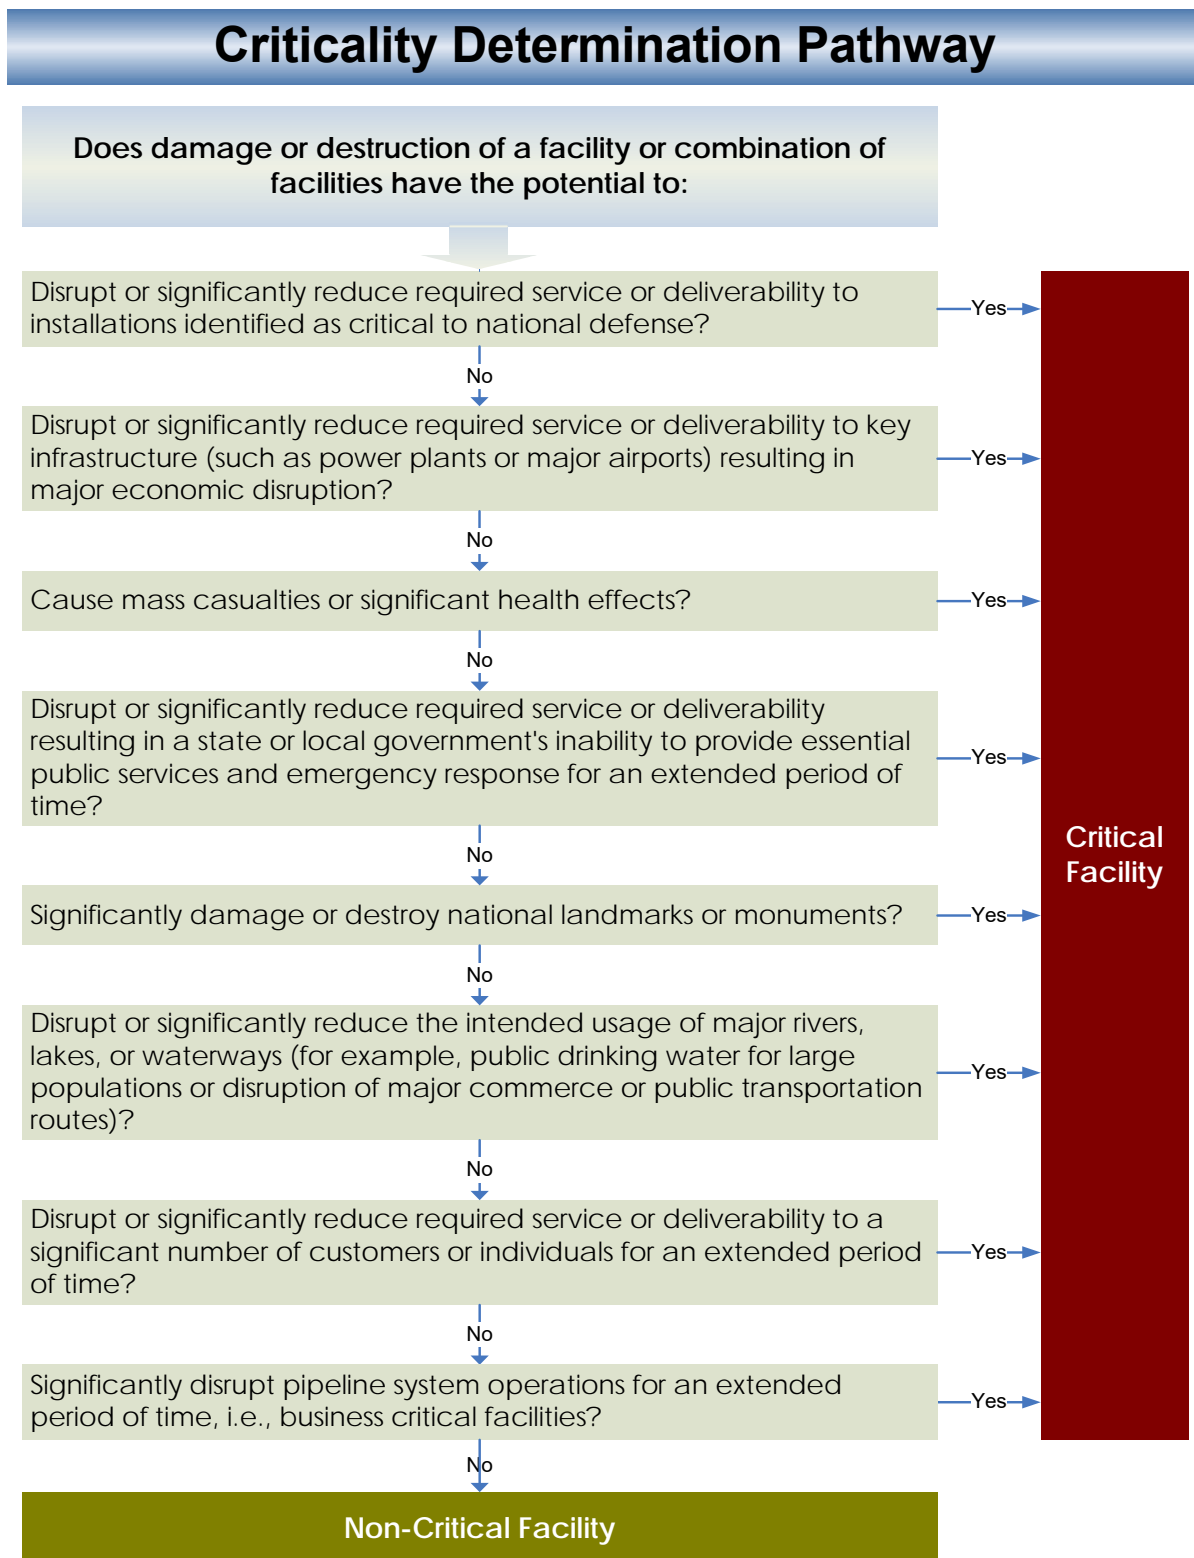 Criticality Determination Pathway
Does damage or destruction of a facility or combination of
facilities have the potential to:
Disrupt or significantly reduce required service or deliverability to
installations identified as critical to national defense?
Yes
No
Disrupt or significantly reduce required service or deliverability to key
infrastructure (such as power plants or major airports) resulting in
major economic disruption?
Yes
No
Cause mass casualties or significant health effects?
Yes
No
Disrupt or significantly reduce required service or deliverability
resulting in a state or local government's inability to provide essential
public services and emergency response for an extended period of
time?
Yes
No
Critical
Facility
Significantly damage or destroy national landmarks or monuments?
Yes
No
Disrupt or significantly reduce the intended usage of major rivers,
lakes, or waterways (for example, public drinking water for large
populations or disruption of major commerce or public transportation
routes)?
Yes
No
Disrupt or significantly reduce required service or deliverability to a
significant number of customers or individuals for an extended period
of time?
Yes
No
Significantly disrupt pipeline system operations for an extended
period of time, i.e., business critical facilities?
Yes
No
Non-Critical Facility